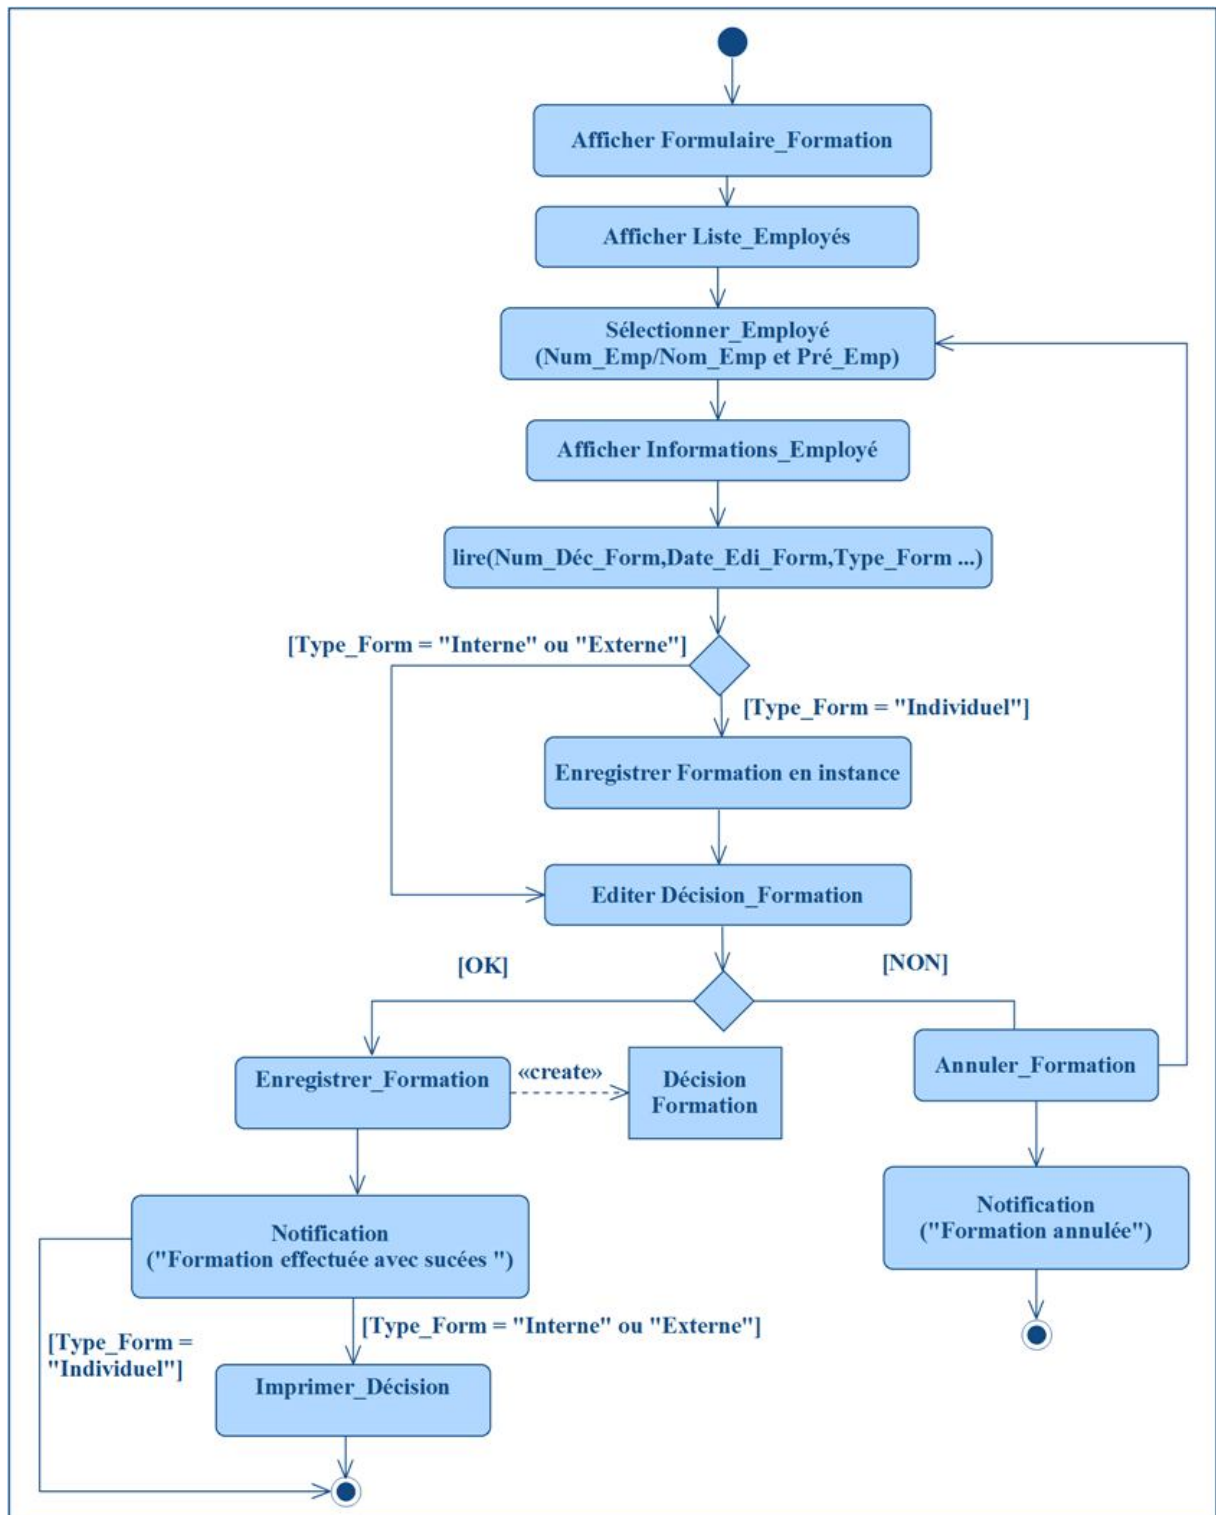 Afficher Formulaire_Formation
Afficher Liste_Employés
Sélectionner_Employé
(Num_Emp/Nom_Emp et Pré_Emp)
Afficher Informations_Employé
lire(Num_Déc_Form,Date_Edi_Form,Type_Form ...)
[Type_Form = "Interne" ou "Externe"]
[Type_Form = "Individuel"]
Enregistrer Formation en instance
Editer Décision_Formation
[OK]
[NON]
Enregistrer_Formation
«create»
Décision
Formation
Annuler_Formation
Notification
("Formation effectuée avec sucées ")
Notification
("Formation annulée")
[Type_Form = "Interne" ou "Externe"]
[Type_Form =
"Individuel"]
Imprimer_Décision